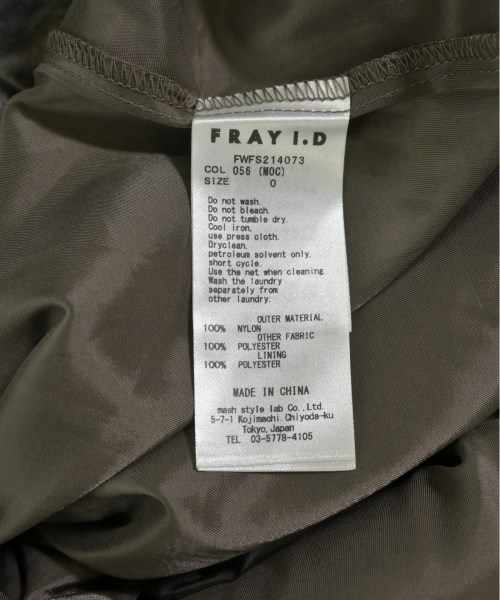 FRAY I.D
FWFS214073
COL 056 (MOC)
SIZE 0
Do not wash.
Do not bleach.
Do not tumble dry.
Cool iron,
use press cloth.
Dryclean,
petroleum solvent only.
short cycle.
Use the net when cleaning
Wash the laundry
separately from
other laundry.
OUTER MATERIAL
100% NYLON
OTHER FABRIC
100% POLYESTER
LINING
100% POLYESTER
MADE IN CHINA
mash style lab Co., Ltd.
5-7-1 Kojimachi.Chiyoda-ku
Tokyo,Japan
TEL 03-5778-4105